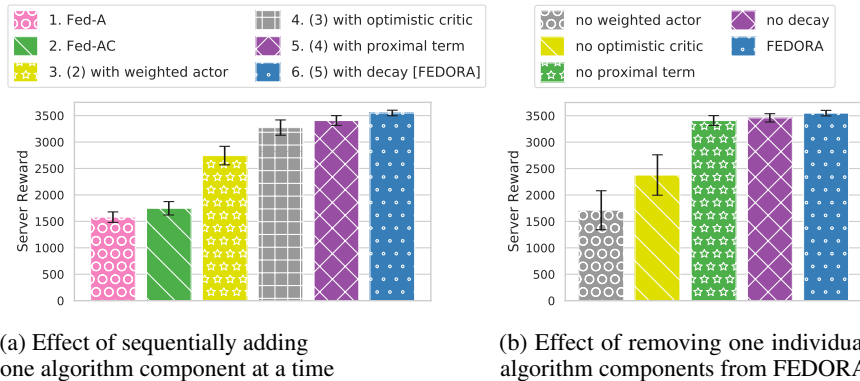 1. Fed-A
2. Fed-AC
3. (2) with weighted actor
4. (3) with optimistic critic
5. (4) with proximal term
6. (5) with decay [FEDORA]
Server Reward
3500
3000
2500
2000
1500
1000
500
0
(a) Effect of sequentially adding
one algorithm component at a time
no weighted actor
no optimistic critic
no proximal term
no decay
FEDORA
Server Reward
3500
3000
2500
2000
1500
1000
500
0
(b) Effect of removing one individua
algorithm components from FEDORA